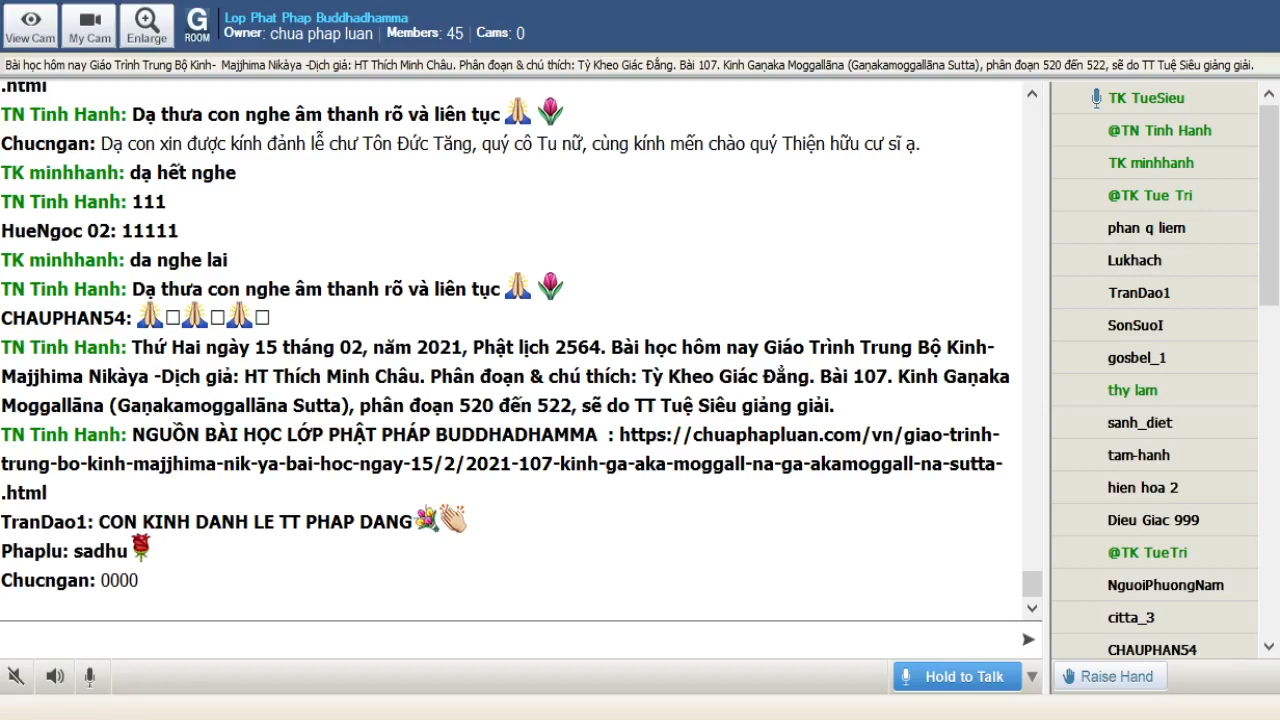 View Cam
My Cam
Enlarge
G
ROOM
Lop Phat Phap Buddhadhamma
Owner: chua phap luan | Members: 45 | Cams: 0
Bài học hôm nay Giáo Trình Trung Bộ Kinh- Majjhima Nikàya -Dịch giả: HT Thích Minh Châu. Phân đoạn & chú thích: Tỳ Kheo Giác Đẳng. Bài 107. Kinh Gaṇaka Moggallāna (Gaṇakamoggallāna Sutta), phân đoạn 520 đến 522, sẽ do TT Tuệ Siêu giảng giải.
.html
TN Tinh Hanh: Dạ thưa con nghe âm thanh rõ và liên tục 🙏 🌷
Chucngan: Dạ con xin được kính đảnh lễ chư Tôn Đức Tăng, quý cô Tu nữ, cùng kính mến chào quý Thiện hữu cư sĩ ạ.
TK minhhanh: dạ hết nghe
TN Tinh Hanh: 111
HueNgoc 02: 11111
TK minhhanh: da nghe lai
TN Tinh Hanh: Dạ thưa con nghe âm thanh rõ và liên tục 🙏 🌷
CHAUPHAN54: 🙏□🙏□🙏□
TN Tinh Hanh: Thứ Hai ngày 15 tháng 02, năm 2021, Phật lịch 2564. Bài học hôm nay Giáo Trình Trung Bộ Kinh-
Majjhima Nikàya -Dịch giả: HT Thích Minh Châu. Phân đoạn & chú thích: Tỳ Kheo Giác Đẳng. Bài 107. Kinh Gaṇaka
Moggallāna (Gaṇakamoggallāna Sutta), phân đoạn 520 đến 522, sẽ do TT Tuệ Siêu giảng giải.
TN Tinh Hanh: NGUỒN BÀI HỌC LỚP PHẬT PHÁP BUDDHADHAMMA : https://chuaphapluan.com/vn/giao-trinh-
trung-bo-kinh-majjhima-nik-ya-bai-hoc-ngay-15/2/2021-107-kinh-ga-aka-moggall-na-ga-akamoggall-na-sutta-
.html
TranDao1: CON KINH DANH LE TT PHAP DANG💐👏
Phaplu: sadhu🌹
Chucngan: 0000
Hold to Talk
TK TueSieu
@TN Tinh Hanh
TK minhhanh
@TK Tue Tri
phan q liem
Lukhach
TranDao1
SonSuoI
gosbel_1
thy lam
sanh_diet
tam-hanh
hien hoa 2
Dieu Giac 999
@TK TueTri
NguoiPhuongNam
citta_3
CHAUPHAN54
Raise Hand